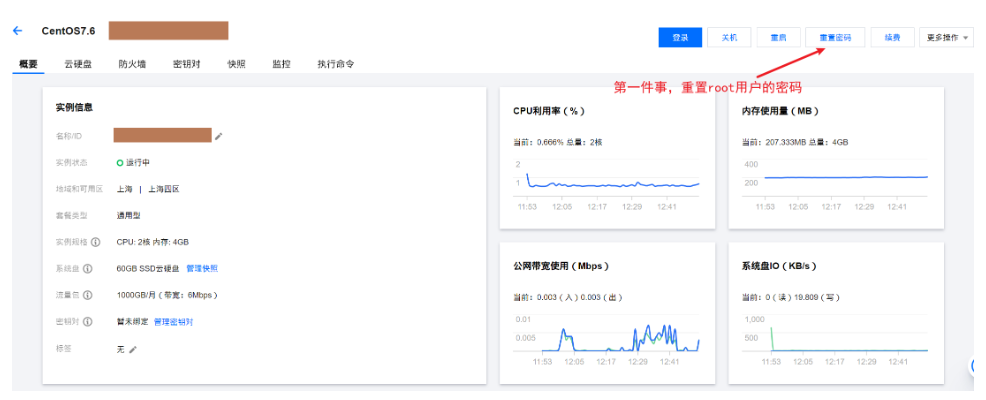 CentOS7.6
登录 关机 重启 重置密码 续费 更多操作
概要 云硬盘 防火墙 密钥对 快照 监控 执行命令
第一件事，重置root用户的密码
实例信息
名称/ID
实例状态 运行中
地域和可用区 上海 | 上海四区
套餐类型 通用型
实例规格 CPU: 2核 内存: 4GB
系统盘 60GB SSD云硬盘 管理快照
流量包 1000GB/月（带宽：6Mbps）
密钥对 暂未绑定 管理密钥对
标签 无
CPU利用率（%）
当前：0.666% 总量：2核
2
1
11:53 12:05 12:17 12:29 12:41
内存使用量（MB）
当前：207.333MB 总量：4GB
400
200
11:53 12:05 12:17 12:29 12:41
公网带宽使用（Mbps）
当前：0.003（入）0.003（出）
0.01
0.005
11:53 12:05 12:17 12:29 12:41
系统盘IO（KB/s）
当前：0（读）19.809（写）
1,000
500
11:53 12:05 12:17 12:29 12:41